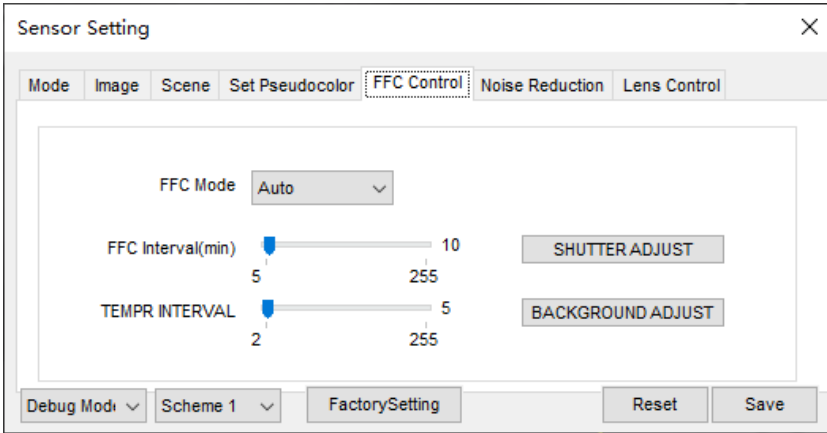 Sensor Setting
Mode Image Scene Set Pseudocolor FFC Control Noise Reduction Lens Control
FFC Mode Auto
FFC Interval(min) 10 SHUTTER ADJUST
5 255
TEMPR INTERVAL 5 BACKGROUND ADJUST
2 255
Debug Mode Scheme 1 FactorySetting Reset Save